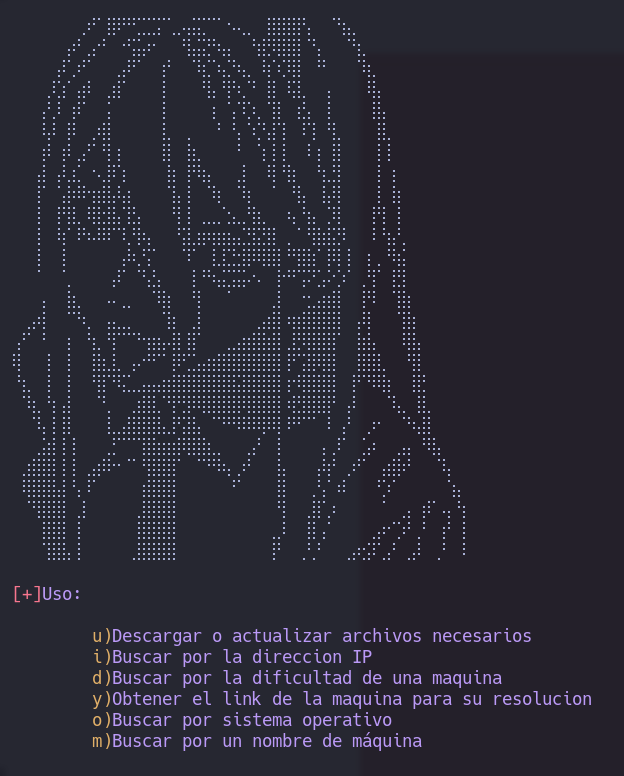 [+]Uso:
u)Descargar o actualizar archivos necesarios
i)Buscar por la direccion IP
d)Buscar por la dificultad de una maquina
y)Obtener el link de la maquina para su resolucion
o)Buscar por sistema operativo
m)Buscar por un nombre de máquina